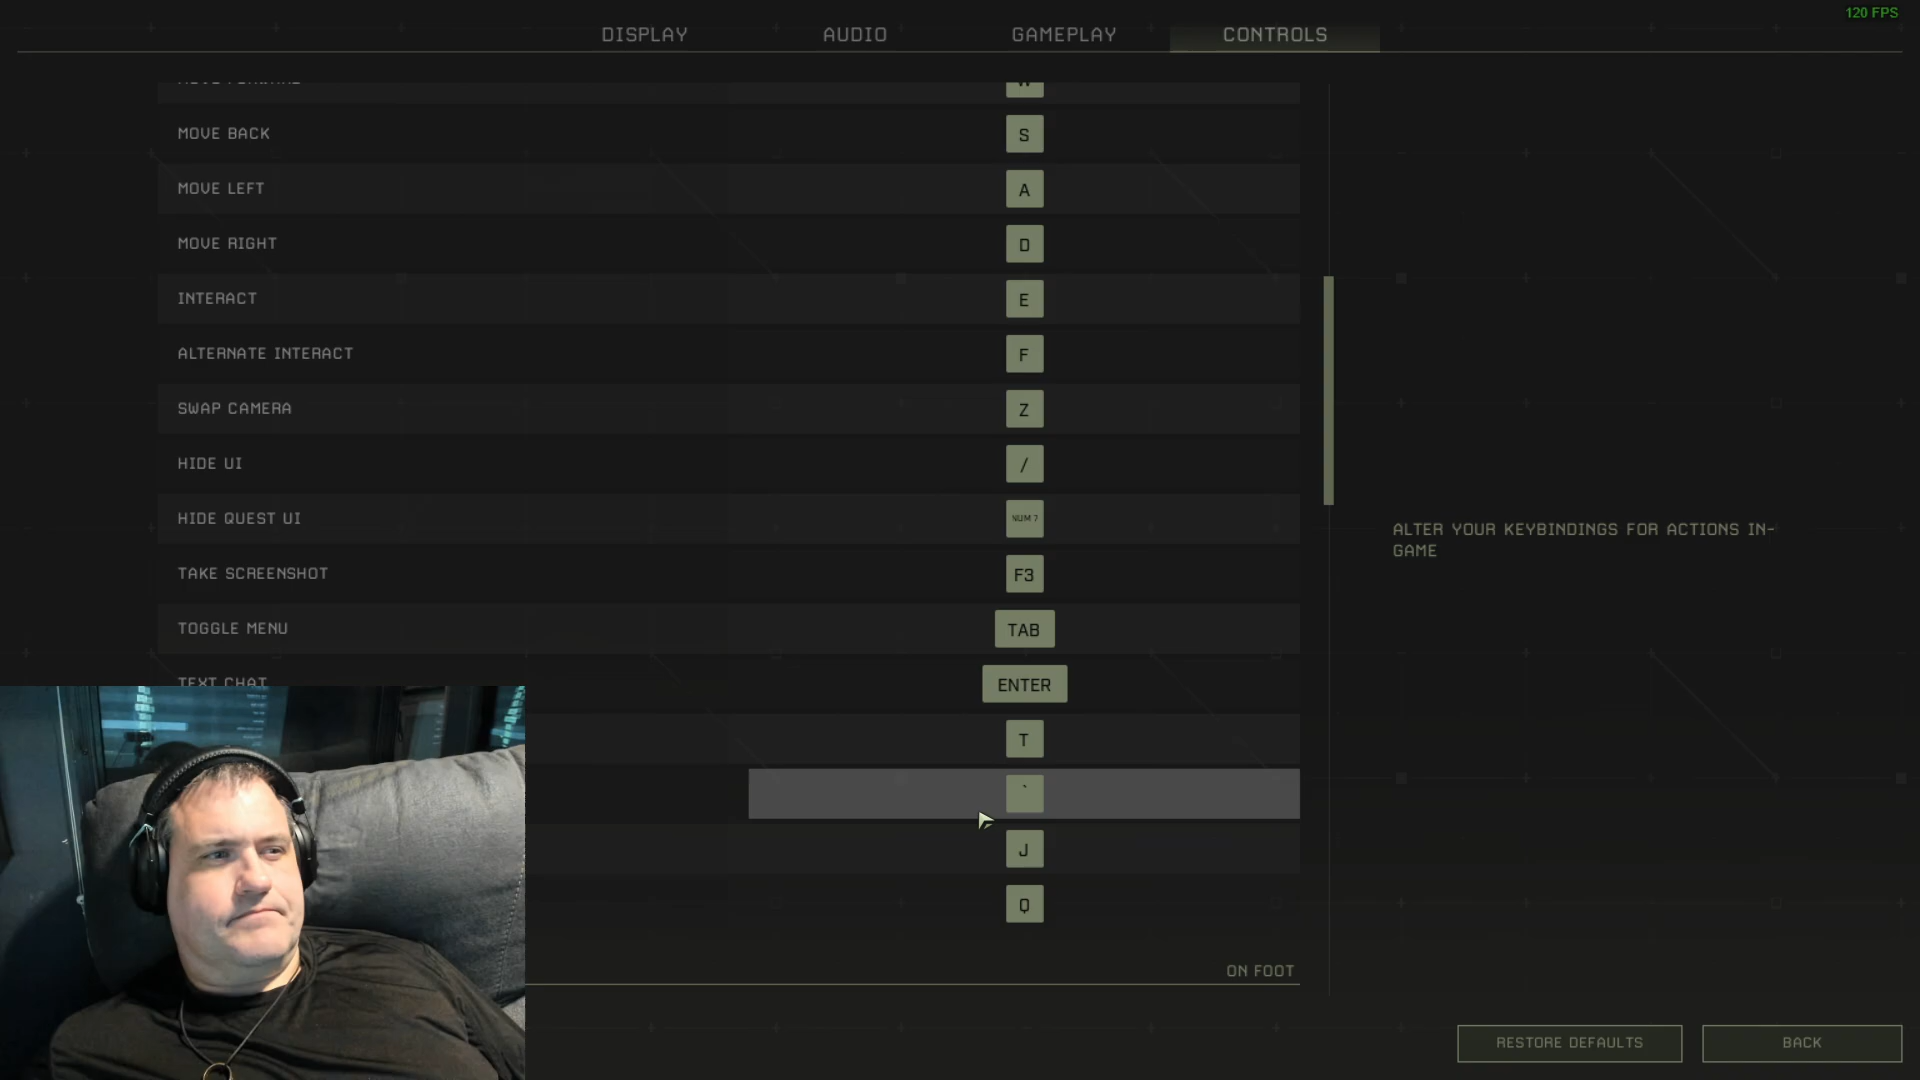 120 FPS
DISPLAY AUDIO GAMEPLAY CONTROLS
MOVE BACK S
MOVE LEFT A
MOVE RIGHT D
INTERACT E
ALTERNATE INTERACT F
SWAP CAMERA Z
HIDE UI /
HIDE QUEST UI NUM 7
TAKE SCREENSHOT F3
TOGGLE MENU TAB
TEXT CHAT ENTER
T
`
J
Q
ON FOOT
ALTER YOUR KEYBINDINGS FOR ACTIONS IN-
GAME
RESTORE DEFAULTS BACK